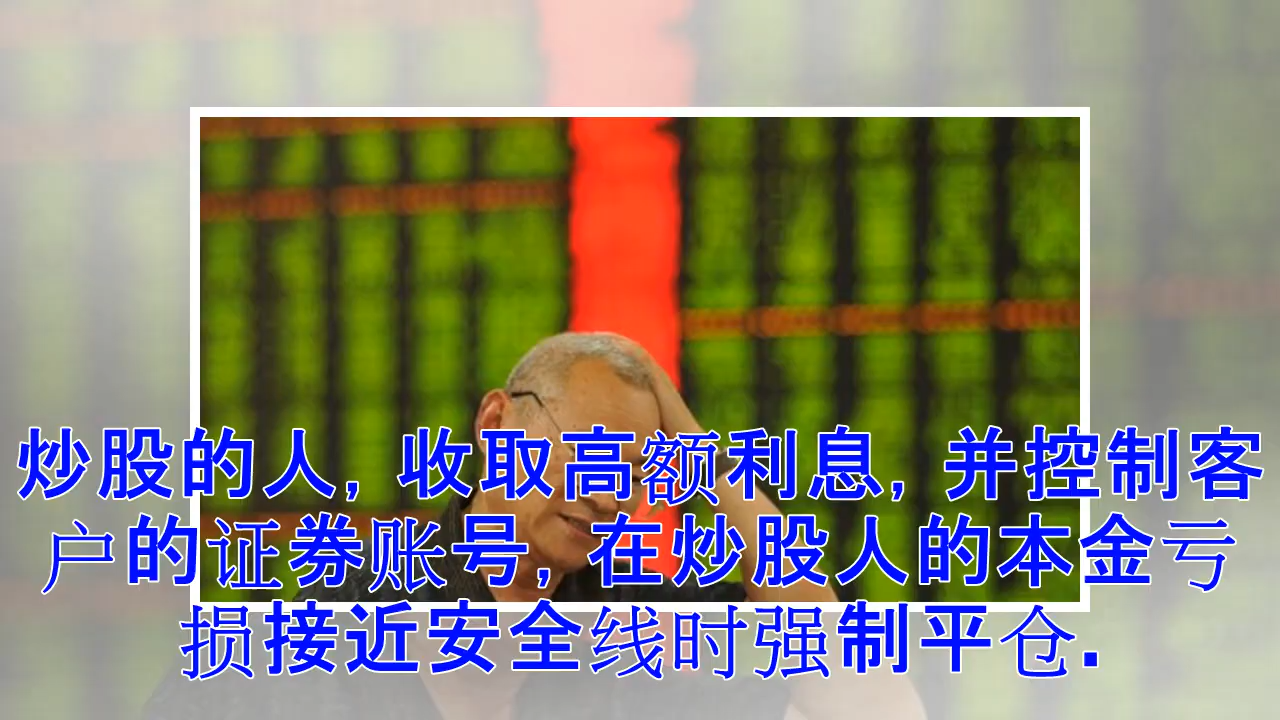 炒股的人, 收取高额利息, 并控制客
户的证券账号, 在炒股人的本金亏
损接近安全线时强制平仓.